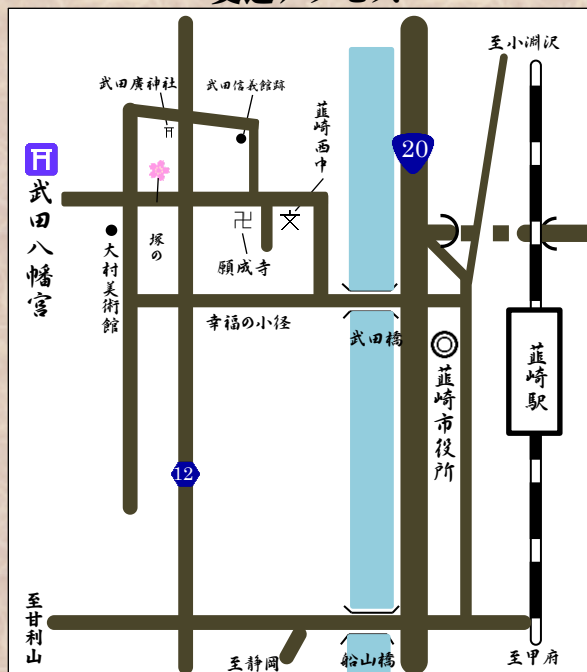 至小淵沢
武田廣神社
武田信義館跡
韮崎西中
20
武田八幡宮
塚の
卍
文
願成寺
大村美術館
幸福の小径
武田橋
韮崎市役所
韮崎駅
12
至甘利山
至静岡
船山橋
至甲府